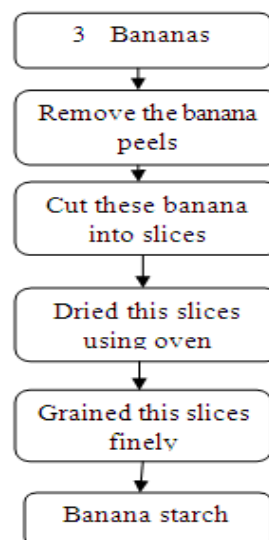 3 Bananas
Remove the banana
peels
Cut these banana
into slices
Dried this slices
using oven
Grained this slices
finely
Banana starch